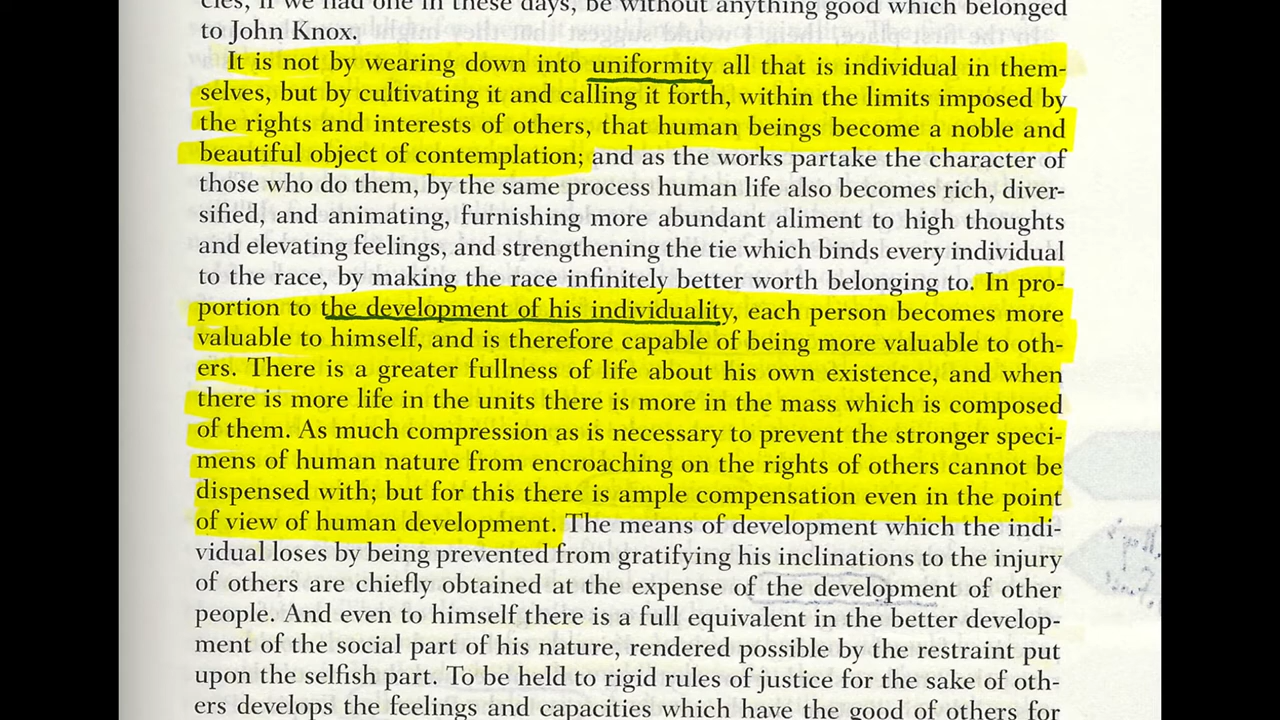 cies, if we had one in these days, be without anything good which belonged
to John Knox.
It is not by wearing down into uniformity all that is individual in them-
selves, but by cultivating it and calling it forth, within the limits imposed by
the rights and interests of others, that human beings become a noble and
beautiful object of contemplation; and as the works partake the character of
those who do them, by the same process human life also becomes rich, diver-
sified, and animating, furnishing more abundant aliment to high thoughts
and elevating feelings, and strengthening the tie which binds every individual
to the race, by making the race infinitely better worth belonging to. In pro-
portion to the development of his individuality, each person becomes more
valuable to himself, and is therefore capable of being more valuable to oth-
ers. There is a greater fullness of life about his own existence, and when
there is more life in the units there is more in the mass which is composed
of them. As much compression as is necessary to prevent the stronger speci-
mens of human nature from encroaching on the rights of others cannot be
dispensed with; but for this there is ample compensation even in the point
of view of human development. The means of development which the indi-
vidual loses by being prevented from gratifying his inclinations to the injury
of others are chiefly obtained at the expense of the development of other
people. And even to himself there is a full equivalent in the better develop-
ment of the social part of his nature, rendered possible by the restraint put
upon the selfish part. To be held to rigid rules of justice for the sake of oth-
ers develops the feelings and capacities which have the good of others for